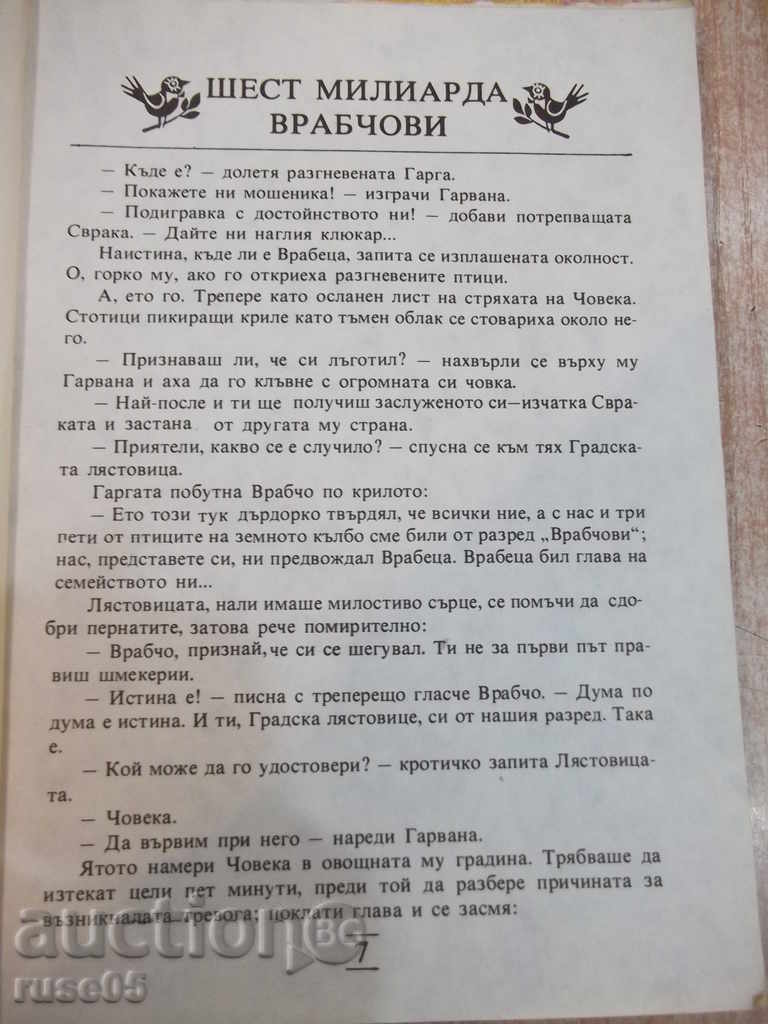 ШЕСТ МИЛИАРДА
ВРАБЧОВИ
— Къде е? — долетя разгневената Гарга.
— Покажете ни мошеника! — изграчи Гарвана.
— Подигравка с достойнството ни! — добави потрепващата
Сврака. — Дайте ни наглия клюкар...
Наистина, къде ли е Врабеца, запита се изплашената околност.
О, горко му, ако го откриеха разгневените птици.
А, ето го. Трепере като осланен лист на стряхата на Човека.
Стотици пикиращи криле като тъмен облак се стовариха около не-
го.
— Признаваш ли, че си лъготил? — нахвърли се върху му
Гарвана и аха да го клъвне с огромната си човка.
— Най-после и ти ще получиш заслуженото си—изчатка Свра-
ката и застана от другата му страна.
— Приятели, какво се е случило? — спусна се към тях Градска-
та лястовица.
Гаргата побутна Врабчо по крилото:
— Ето този тук дърдорко твърдял, че всички ние, а с нас и три
пети от птиците на земното кълбо сме били от разред „Врабчови“;
нас, представете си, ни предвождал Врабеца. Врабеца бил глава на
семейството ни...
Лястовицата, нали имаше милостиво сърце, се помъчи да сдо-
бри пернатите, затова рече помирително:
— Врабчо, признай, че си се шегувал. Ти не за първи път пра-
виш шмекерии.
— Истина е! — писна с треперещо гласче Врабчо. — Дума по
дума е истина. И ти, Градска лястовице, си от нашия разред. Така
е.
— Кой може да го удостовери? — кротичко запита Лястовица-
та.
— Човека.
— Да вървим при него — нареди Гарвана.
Ятото намери Човека в овощната му градина. Трябваше да
изтекат цели пет минути, преди той да разбере причината за
възникналата тревога; поклати глава и се засмя:
7
auction.BG
ruse05